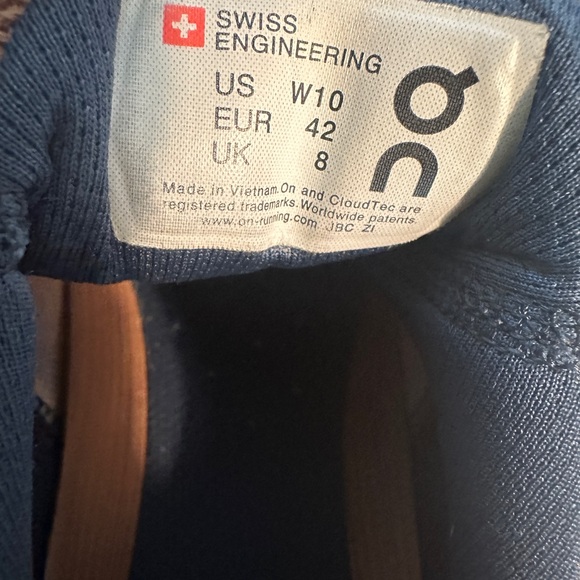 SWISS
ENGINEERING
US W10
EUR 42
UK 8
Made in Vietnam.On and CloudTec are
registered trademarks.Worldwide patents.
www.on-running.com JBC ZI